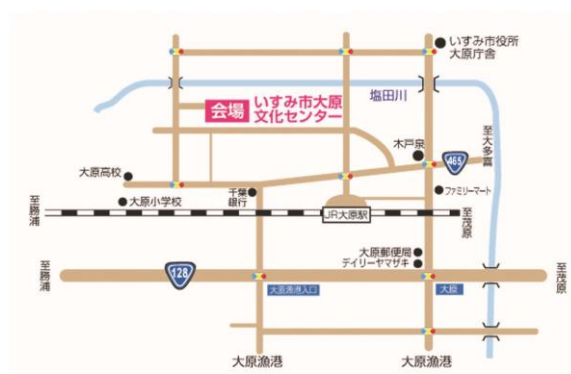 いすみ市役所
大原庁舎
塩田川
会場
いすみ市大原
文化センター
木戸泉
465
至大多喜
大原高校
千葉
銀行
ファミリーマート
大原小学校
至勝浦
JR大原駅
至茂原
大原郵便局
デイリーヤマザキ
至勝浦
128
大原漁港入口
大原
至茂原
大原漁港
大原漁港